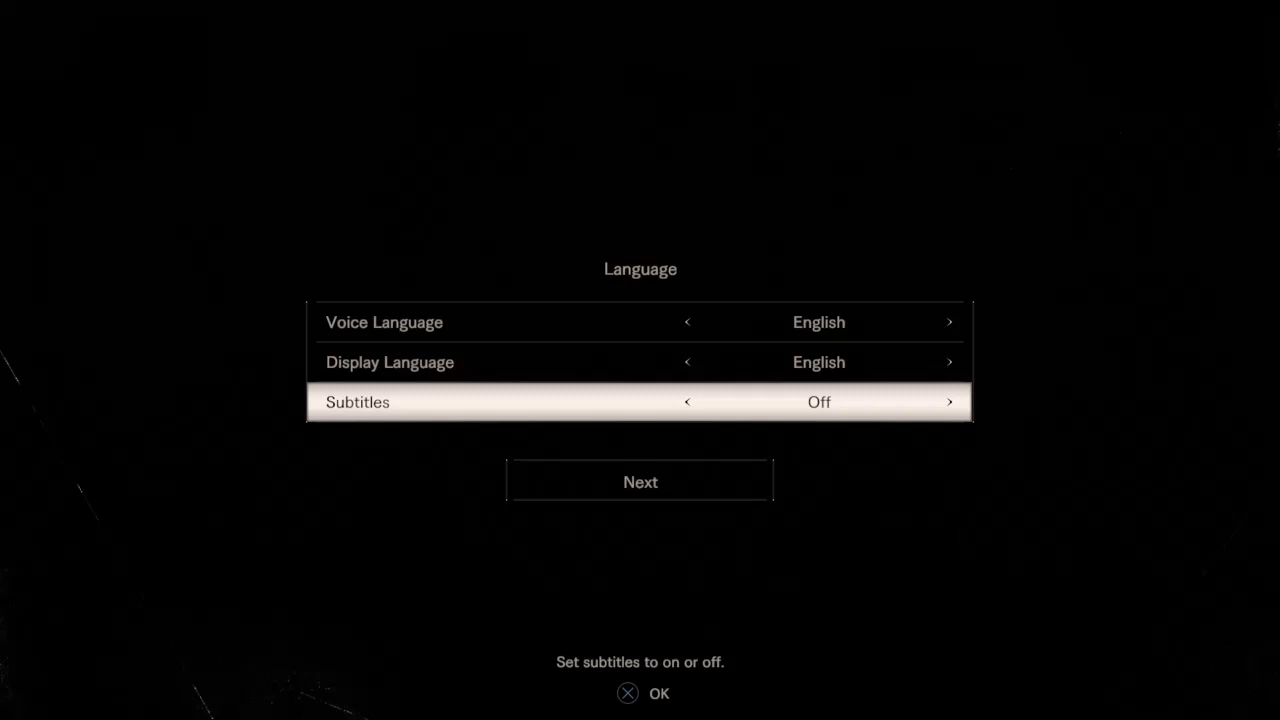 Language
Voice Language < English >
Display Language < English >
Subtitles < Off >
Next
Set subtitles to on or off.
OK